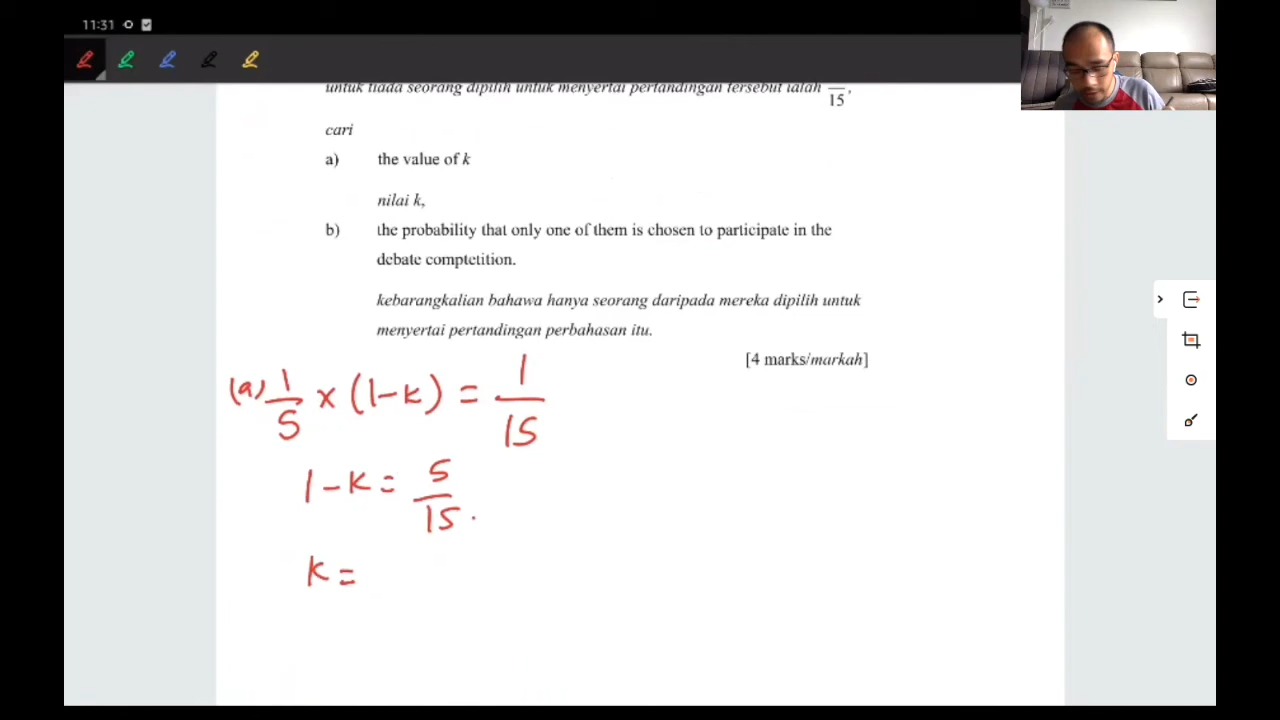 11:31
untuk tiada seorang dipilih untuk menyertai pertandingan tersebut ialah 15,
cari
a) the value of k
nilai k,
b) the probability that only one of them is chosen to participate in the
debate comptetition.
kebarangkalian bahawa hanya seorang daripada mereka dipilih untuk
menyertai pertandingan perbahasan itu.
[4 marks/markah]
(a) 1/5 × (1-k) = 1/15
1-k = 5/15.
k =